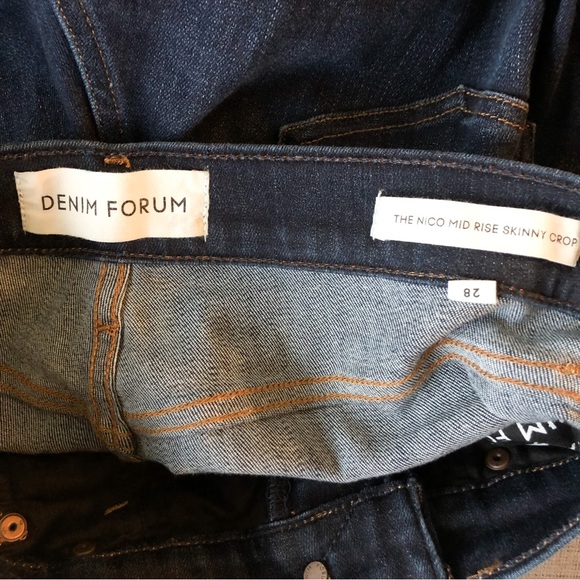 DENIM FORUM
THE NICO MID RISE SKINNY CROP
28